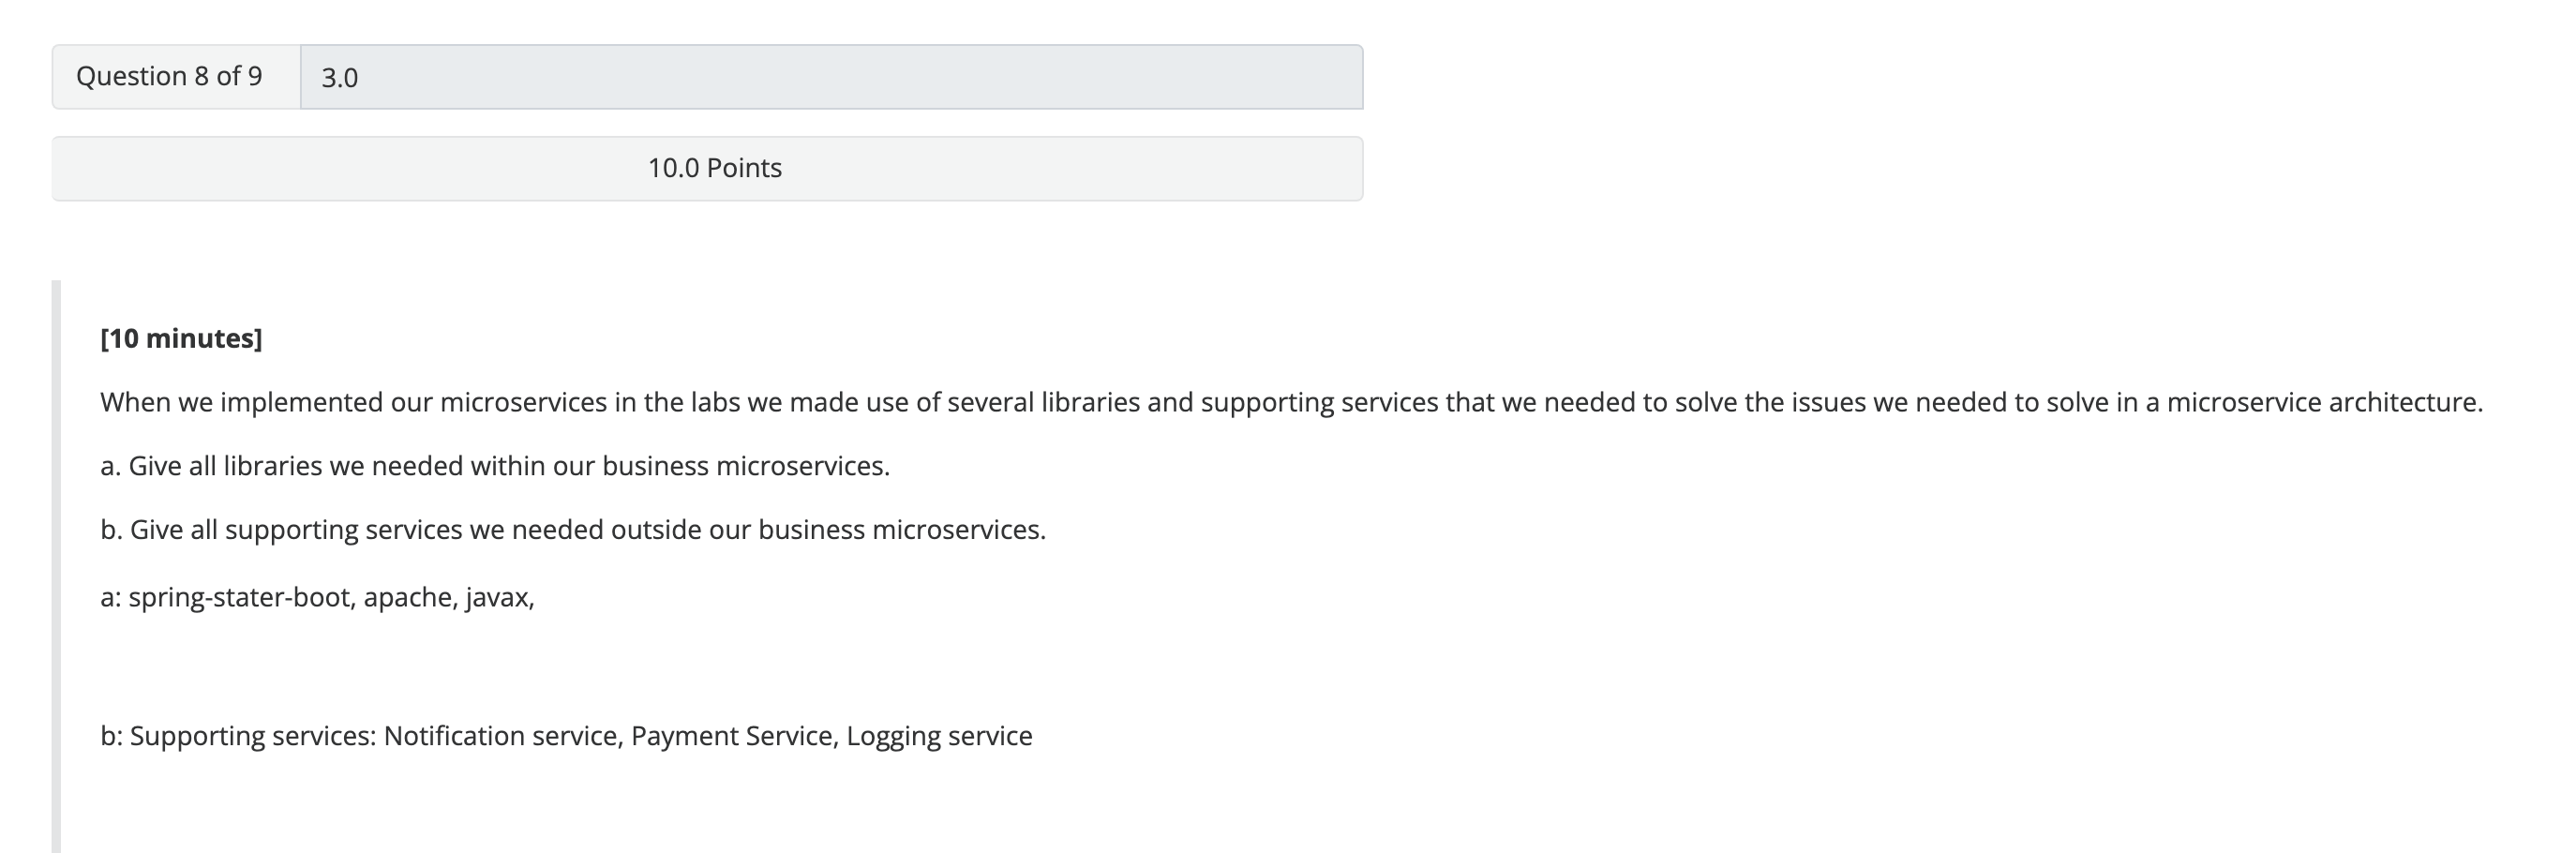 Question 8 of 9
3.0
10.0 Points
[10 minutes]
When we implemented our microservices in the labs we made use of several libraries and supporting services that we needed to solve the issues we needed to solve in a microservice architecture.
a. Give all libraries we needed within our business microservices.
b. Give all supporting services we needed outside our business microservices.
a: spring-stater-boot, apache, javax,
b: Supporting services: Notification service, Payment Service, Logging service